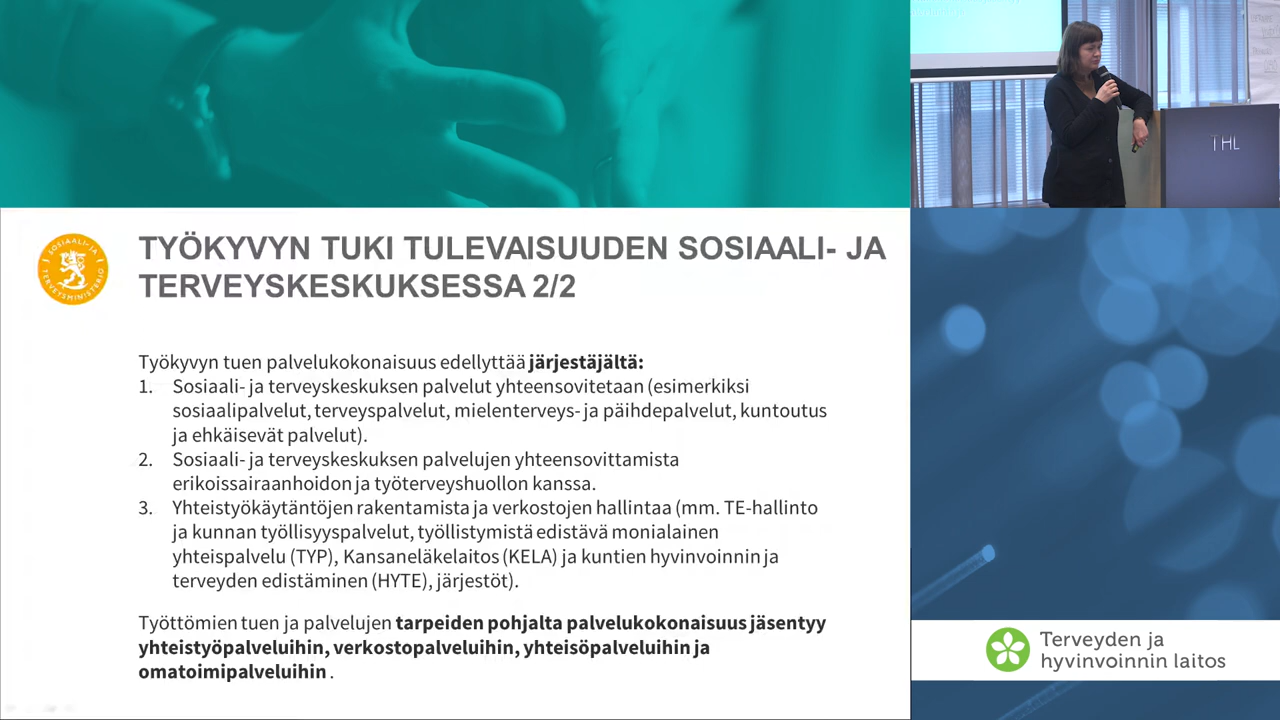 TYÖKYVYN TUKI TULEVAISUUDEN SOSIAALI- JA
TERVEYSKESKUKSESSA 2/2
SOSIAALI- JA
TERVEYSMINISTERIÖ
Työkyvyn tuen palvelukokonaisuus edellyttää järjestäjältä:
1. Sosiaali- ja terveyskeskuksen palvelut yhteensovitetaan (esimerkiksi
sosiaalipalvelut, terveyspalvelut, mielenterveys- ja päihdepalvelut, kuntoutus
ja ehkäisevät palvelut).
2. Sosiaali- ja terveyskeskuksen palvelujen yhteensovittamista
erikoissairaanhoidon ja työterveyshuollon kanssa.
3. Yhteistyökäytäntöjen rakentamista ja verkostojen hallintaa (mm. TE-hallinto
ja kunnan työllisyyspalvelut, työllistymistä edistävä monialainen
yhteispalvelu (TYP), Kansaneläkelaitos (KELA) ja kuntien hyvinvoinnin ja
terveyden edistäminen (HYTE), järjestöt).
Työttömien tuen ja palvelujen tarpeiden pohjalta palvelukokonaisuus jäsentyy
yhteistyöpalveluihin, verkostopalveluihin, yhteisöpalveluihin ja
omatoimipalveluihin .
THL
Terveyden ja
hyvinvoinnin laitos